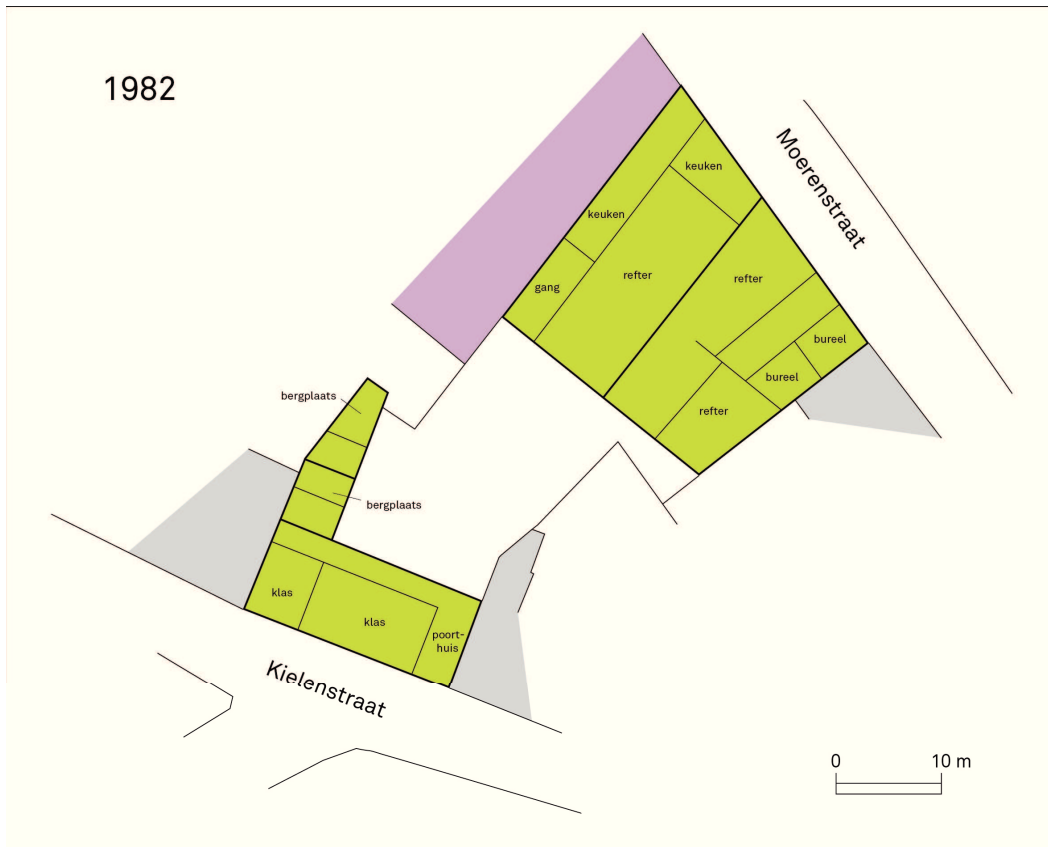 1982
Moerenstraat
keuken
keuken
gang
refter
refter
bureel
bureel
refter
bergplaats
bergplaats
klas
klas
poort-
huis
Kielenstraat
0 10 m